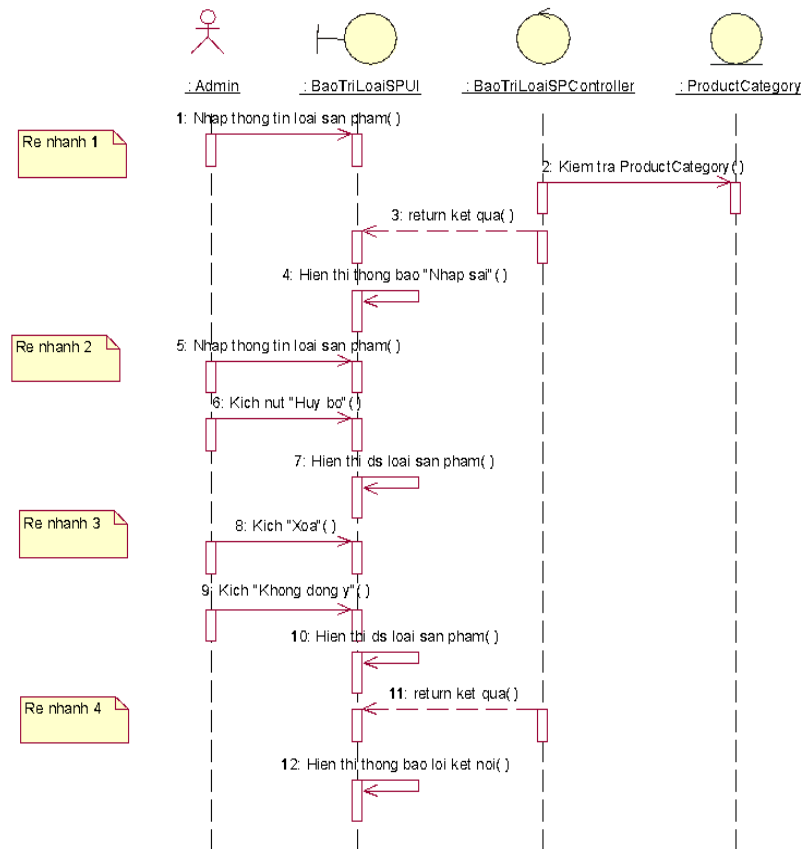 : Admin
: BaoTriLoaiSPUI
: BaoTriLoaiSPController
: ProductCategory
1: Nhap thong tin loai san pham( )
Re nhanh 1
2: Kiem tra ProductCategory( )
3: return ket qua( )
4: Hien thi thong bao "Nhap sai"( )
Re nhanh 2
5: Nhap thong tin loai san pham( )
6: Kich nut "Huy bo"( )
7: Hien thi ds loai san pham( )
Re nhanh 3
8: Kich "Xoa"( )
9: Kich "Khong dong y"( )
10: Hien thi ds loai san pham( )
Re nhanh 4
11: return ket qua( )
12: Hien thi thong bao loi ket noi( )